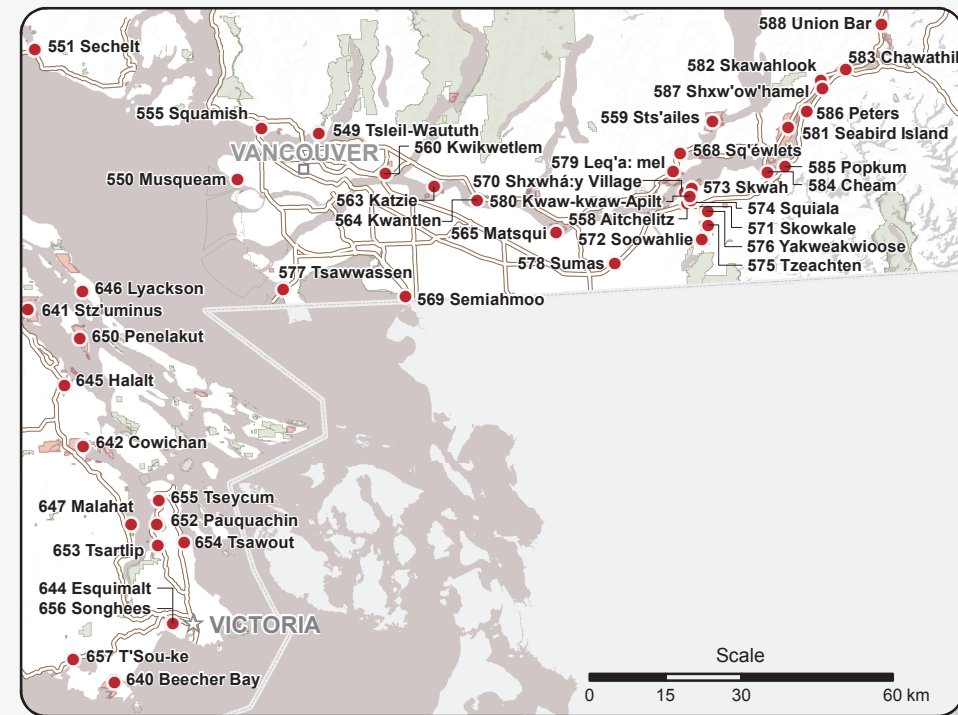 588 Union Bar
551 Sechelt
583 Chawathil
582 Skawahlook
587 Shxw'ow'hamel
555 Squamish
549 Tsleil-Waututh
559 Sts'ailes
586 Peters
581 Seabird Island
VANCOUVER
560 Kwikwetlem
568 Sq'éwlets
579 Leq'a: mel
585 Popkum
550 Musqueam
570 Shxwhá:y Village
573 Skwah
584 Cheam
563 Katzie
580 Kwaw-kwaw-Apilt
574 Squiala
564 Kwantlen
558 Aitchelitz
571 Skowkale
565 Matsqui
572 Soowahlie
576 Yakweakwioose
578 Sumas
575 Tzeachten
577 Tsawwassen
646 Lyackson
569 Semiahmoo
641 Stz'uminus
650 Penelakut
645 Halalt
642 Cowichan
655 Tseycum
647 Malahat
652 Pauquachin
653 Tsartlip
654 Tsawout
644 Esquimalt
656 Songhees
VICTORIA
657 T'Sou-ke
640 Beecher Bay
Scale
0 15 30 60 km